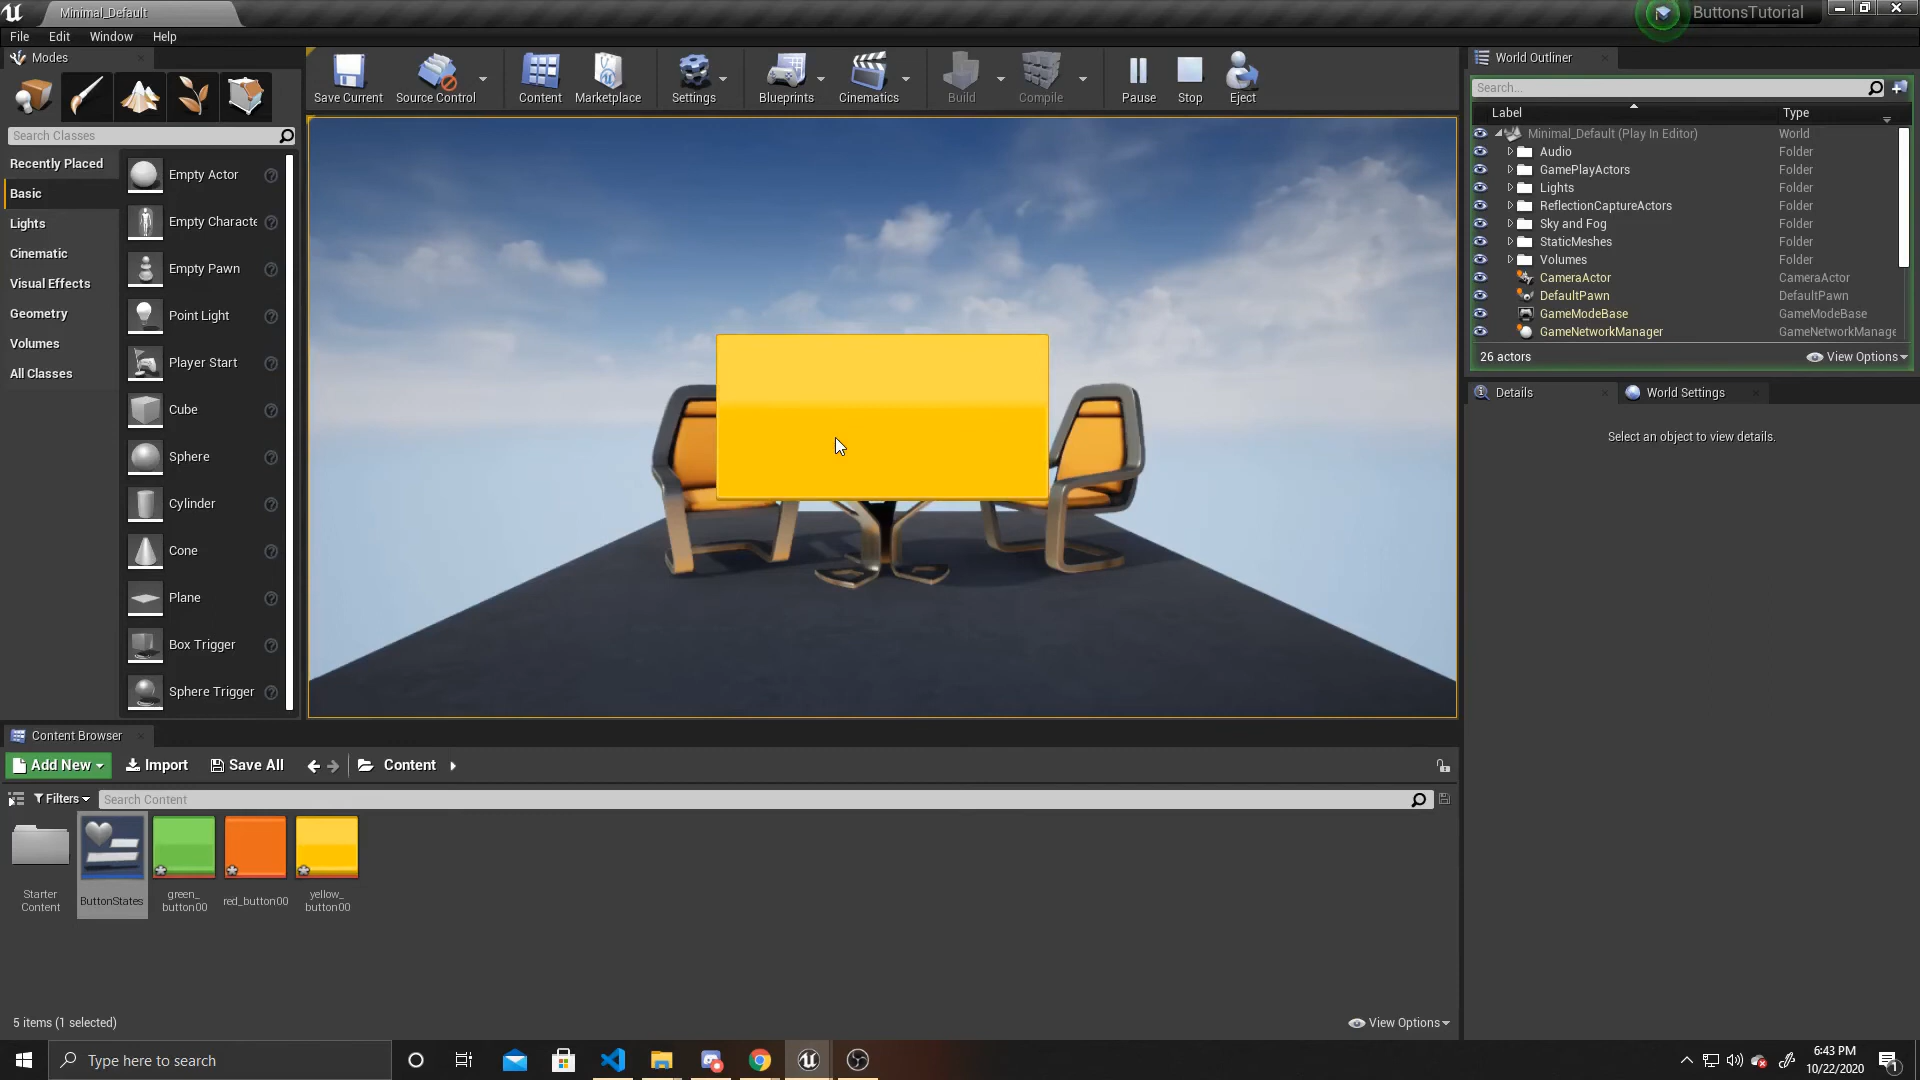 Minimal_Default
ButtonsTutorial
File Edit Window Help
Modes
Search Classes
Recently Placed
Basic
Lights
Cinematic
Visual Effects
Geometry
Volumes
All Classes
Empty Actor
Empty Characte
Empty Pawn
Point Light
Player Start
Cube
Sphere
Cylinder
Cone
Plane
Box Trigger
Sphere Trigger
Save Current Source Control Content Marketplace Settings Blueprints Cinematics Build Compile Pause Stop Eject
World Outliner
Search...
Label Type
Minimal_Default (Play In Editor) World
Audio Folder
GamePlayActors Folder
Lights Folder
ReflectionCaptureActors Folder
Sky and Fog Folder
StaticMeshes Folder
Volumes Folder
CameraActor CameraActor
DefaultPawn DefaultPawn
GameModeBase GameModeBase
GameNetworkManager GameNetworkManage
26 actors View Options
Details World Settings
Select an object to view details.
Content Browser
Add New Import Save All Content
Filters Search Content
Starter
Content
ButtonStates
green_
button00
red_button00
yellow_
button00
5 items (1 selected) View Options
Type here to search
6:43 PM
10/22/2020
1